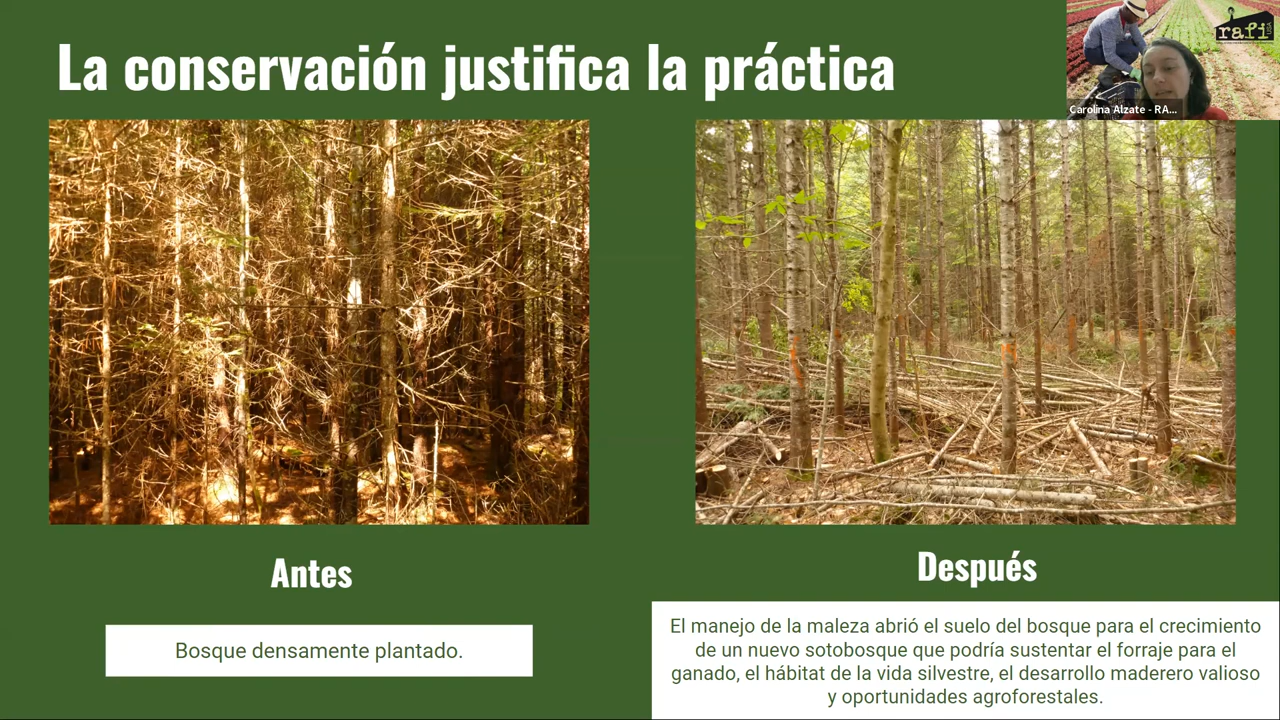 La conservación justifica la práctica
rafi
USA
Carolina Alzate - RA...
Antes
Después
Bosque densamente plantado.
El manejo de la maleza abrió el suelo del bosque para el crecimiento
de un nuevo sotobosque que podría sustentar el forraje para el
ganado, el hábitat de la vida silvestre, el desarrollo maderero valioso
y oportunidades agroforestales.